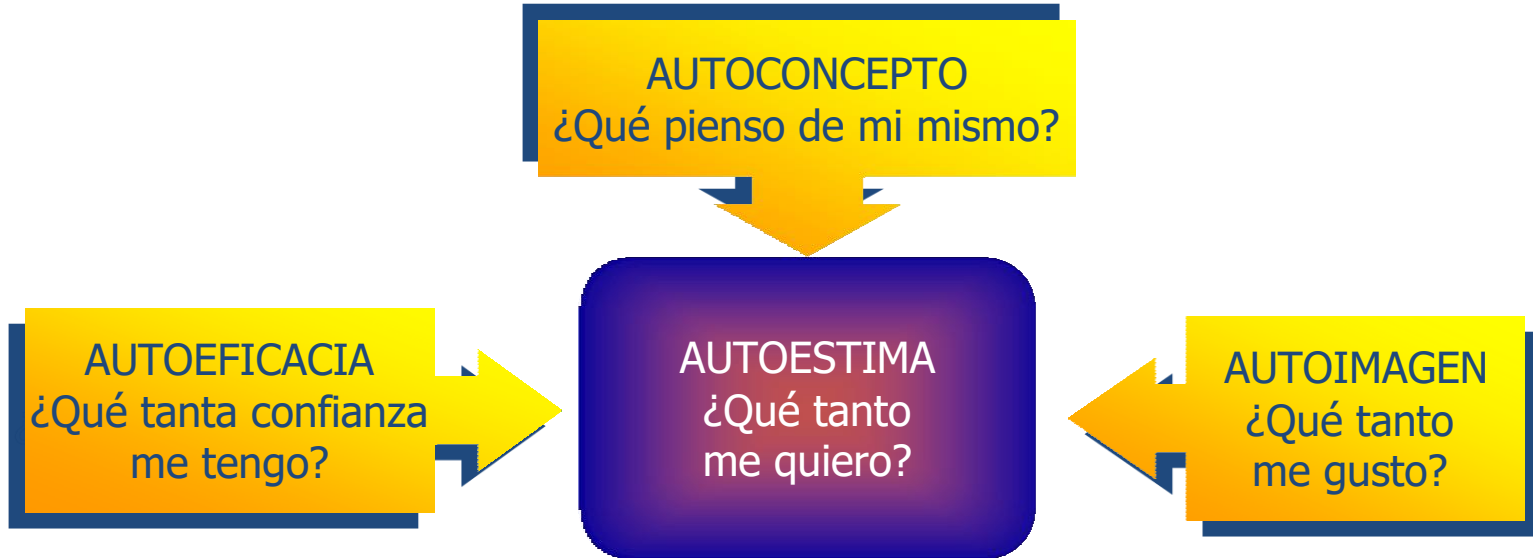 AUTOCONCEPTO
¿Qué pienso de mi mismo?
AUTOEFICACIA
¿Qué tanta confianza
me tengo?
AUTOESTIMA
¿Qué tanto
me quiero?
AUTOIMAGEN
¿Qué tanto
me gusto?